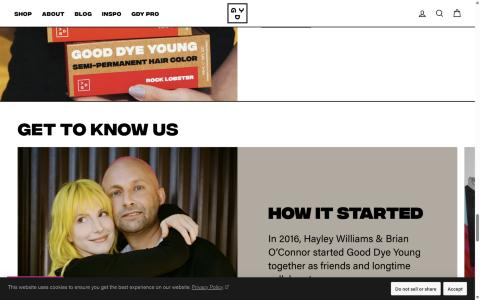 SHOP ABOUT BLOG INSPO GDY PRO
GOOD DYE YOUNG
SEMI-PERMANENT HAIR COLOR
ROCK LOBSTER
GET TO KNOW US
HOW IT STARTED
In 2016, Hayley Williams & Brian
O'Connor started Good Dye Young
together as friends and longtime
This website uses cookies to ensure you get the best experience on our website. Privacy Policy
Do not sell or share
Accept